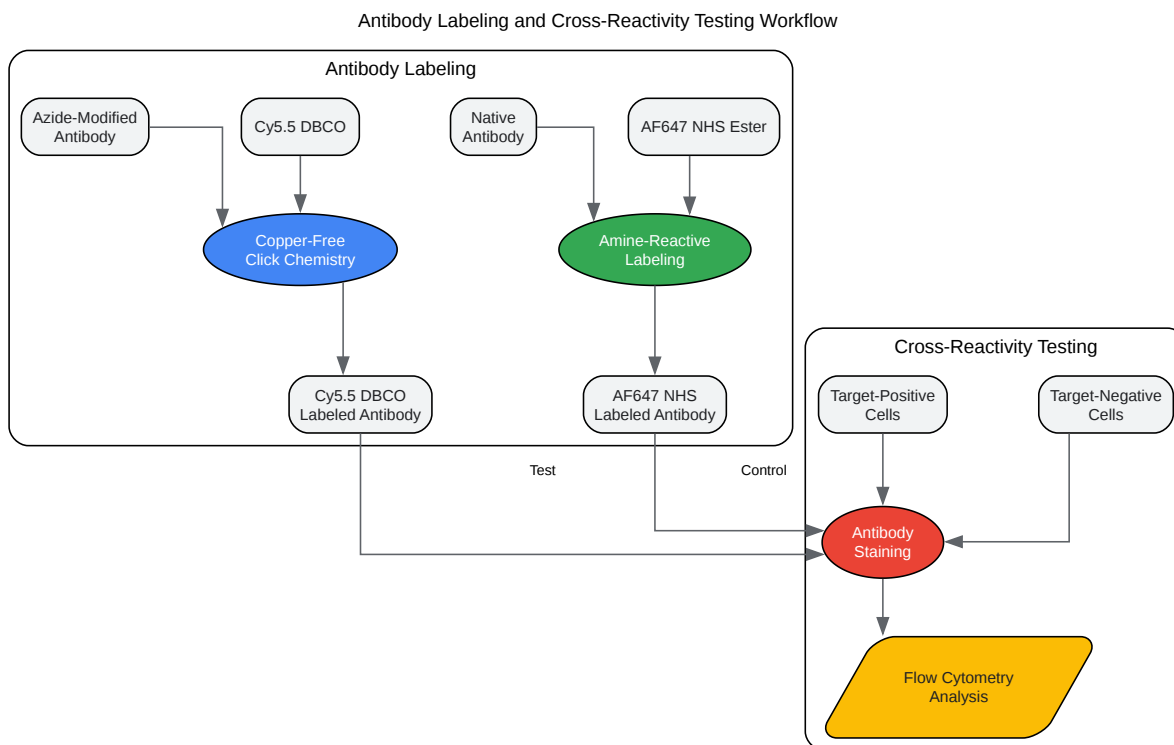 Antibody Labeling and Cross-Reactivity Testing Workflow
Antibody Labeling
Azide-Modified
Antibody
Cy5.5 DBCO
Native
Antibody
AF647 NHS Ester
Copper-Free
Click Chemistry
Amine-Reactive
Labeling
Cy5.5 DBCO
Labeled Antibody
AF647 NHS
Labeled Antibody
Test
Control
Cross-Reactivity Testing
Target-Positive
Cells
Target-Negative
Cells
Antibody
Staining
Flow Cytometry
Analysis